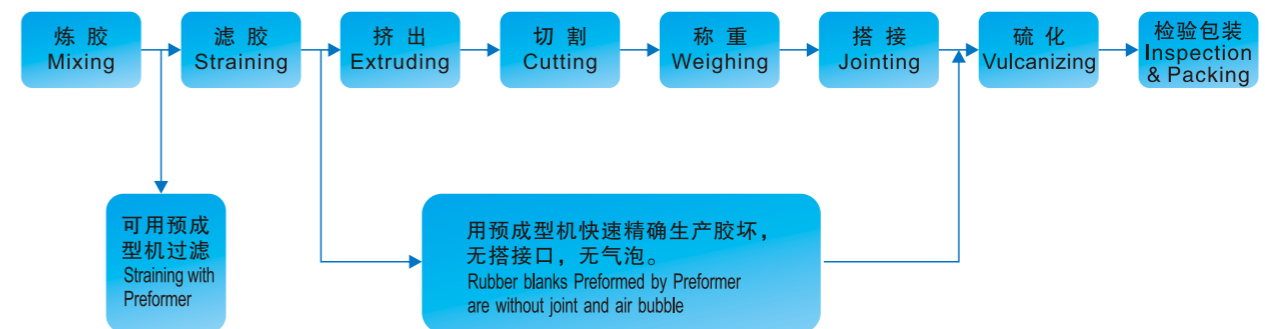 炼 胶
Mixing
滤 胶
Straining
挤 出
Extruding
切 割
Cutting
称 重
Weighing
搭 接
Jointing
硫 化
Vulcanizing
检验包装
Inspection
& Packing
可用预成
型机过滤
Straining with
Preformer
用预成型机快速精确生产胶坏，
无搭接口，无气泡。
Rubber blanks Preformed by Preformer
are without joint and air bubble